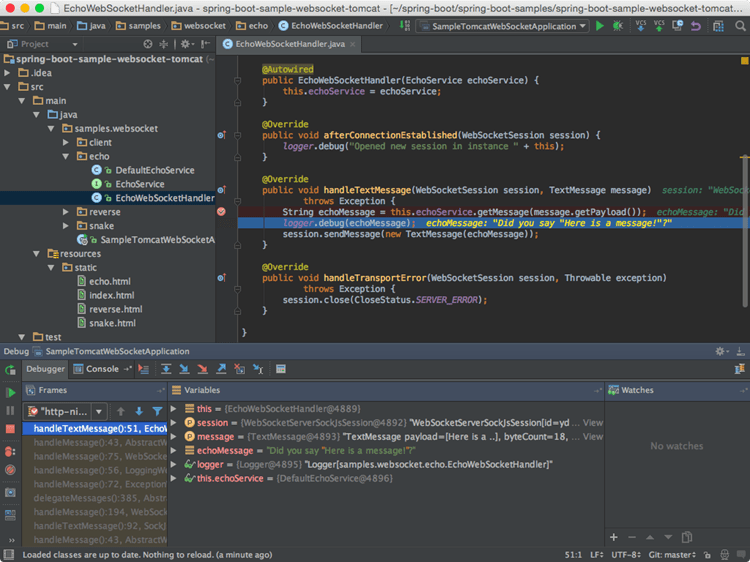 EchoWebSocketHandler.java - spring-boot-sample-websocket-tomcat - [~/spring-boot/spring-boot-samples/spring-boot-sample-websocket-tomc...
src main java samples websocket echo EchoWebSocketHandler SampleTomcatWebSocketApplication VCS VCS
Project EchoWebSocketHandler.java
spring-boot-sample-websocket-tomcat
.idea
src
main
java
samples.websocket
client
echo
DefaultEchoService
EchoService
EchoWebSocketHandler
reverse
snake
SampleTomcatWebSocketA
resources
static
echo.html
index.html
reverse.html
snake.html
test
@Autowired
public EchoWebSocketHandler(EchoService echoService) {
this.echoService = echoService;
}
@Override
public void afterConnectionEstablished(WebSocketSession session) {
logger.debug("Opened new session in instance " + this);
}
@Override
public void handleTextMessage(WebSocketSession session, TextMessage message) session: "WebSoc
throws Exception {
String echoMessage = this.echoService.getMessage(message.getPayload()); echoMessage: "Did
logger.debug(echoMessage); echoMessage: "Did you say "Here is a message!"?"
session.sendMessage(new TextMessage(echoMessage));
}
@Override
public void handleTransportError(WebSocketSession session, Throwable exception)
throws Exception {
session.close(CloseStatus.SERVER_ERROR);
}
}
Debug SampleTomcatWebSocketApplication
Debugger Console
Frames Variables Watches
"http-ni...
handleTextMessage():51, EchoW
handleMessage():43, AbstractW
handleMessage():75, WebSocke
handleMessage():56, LoggingW
handleMessage():72, Exception
delegateMessages():385, Abstra
handleMessage():194, WebSoc
handleTextMessage():92, SockJ
handleMessage():43, AbstractW
this = {EchoWebSocketHandler@4889}
session = {WebSocketServerSockJsSession@4892} "WebSocketServerSockJsSession[id=yd ... View
message = {TextMessage@4893} "TextMessage payload=[Here is a ..], byteCount=18, ... View
echoMessage = "Did you say "Here is a message!"?"
logger = {Logger@4895} "Logger[samples.websocket.echo.EchoWebSocketHandler]"
this.echoService = {DefaultEchoService@4896}
No watches
Loaded classes are up to date. Nothing to reload. (a minute ago) 51:1 LF UTF-8 Git: master